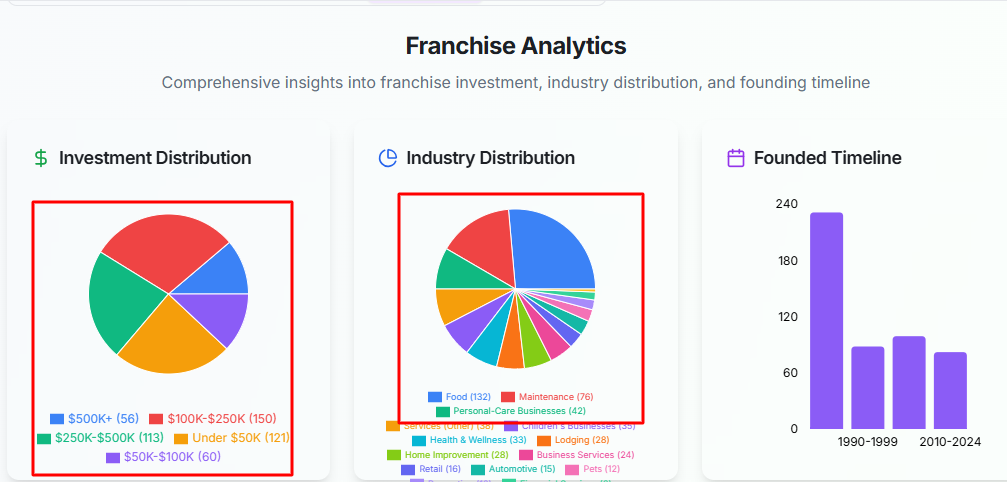 Franchise Analytics
Comprehensive insights into franchise investment, industry distribution, and founding timeline
Investment Distribution
$500K+ (56) $100K-$250K (150)
$250K-$500K (113) Under $50K (121)
$50K-$100K (60)
Industry Distribution
Food (132) Maintenance (76)
Personal-Care Businesses (42)
Services (Other) (38) Children's Businesses (35)
Health & Wellness (33) Lodging (28)
Home Improvement (28) Business Services (24)
Retail (16) Automotive (15) Pets (12)
Founded Timeline
240
180
120
60
0
1990-1999 2010-2024